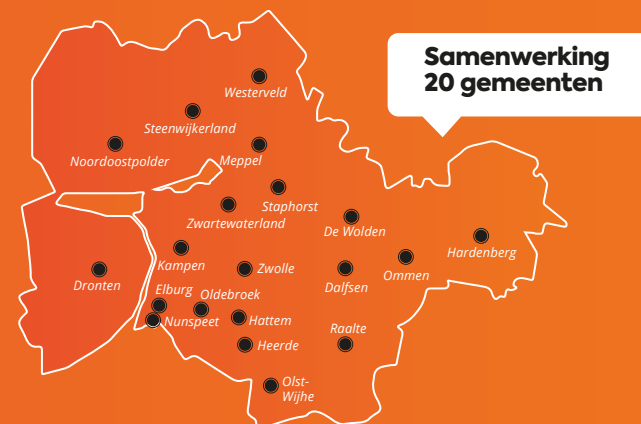 Samenwerking
20 gemeenten
Westerveld
Steenwijkerland
Noordoostpolder
Meppel
Staphorst
Zwartewaterland
De Wolden
Hardenberg
Kampen
Zwolle
Ommen
Dronten
Dalfsen
Elburg
Oldebroek
Nunspeet
Hattem
Raalte
Heerde
Olst-
Wijhe